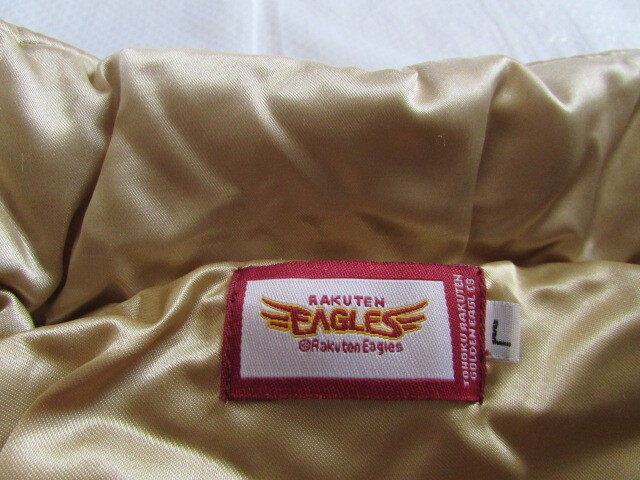 RAKUTEN
EAGLES
©Rakuten Eagles
TOHOKU RAKUTEN
GOLDEN EAGLES
L